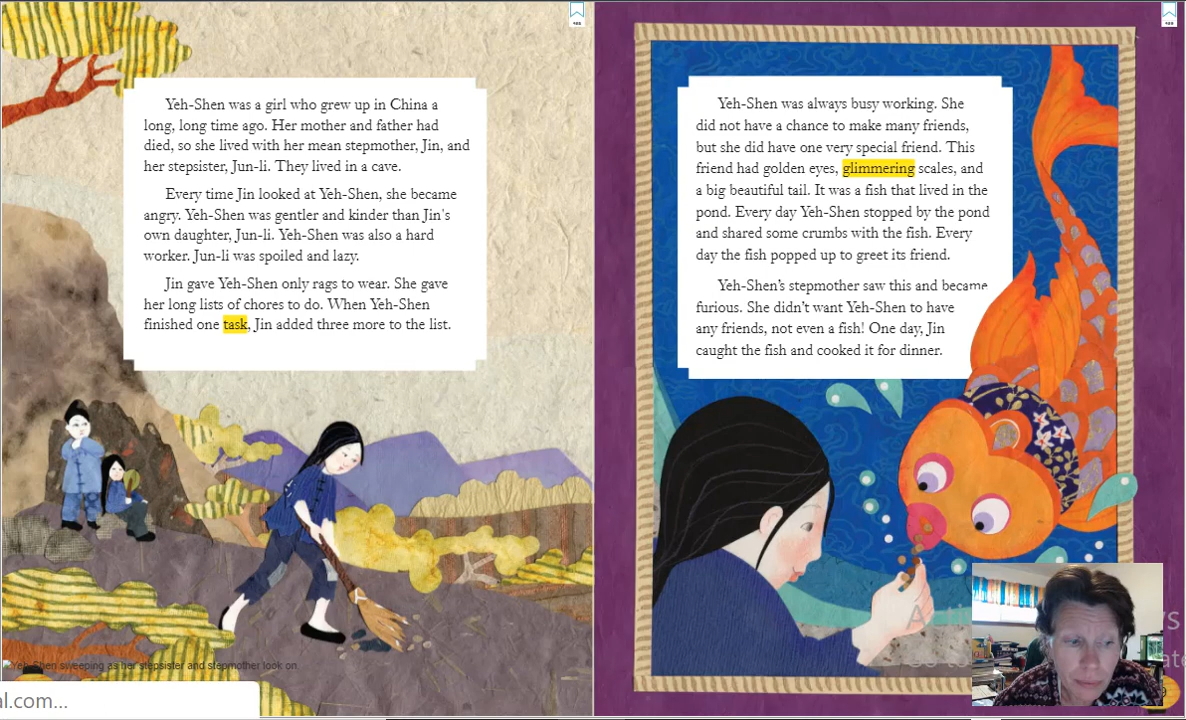 Yeh-Shen was a girl who grew up in China a
long, long time ago. Her mother and father had
died, so she lived with her mean stepmother, Jin, and
her stepsister, Jun-li. They lived in a cave.
Every time Jin looked at Yeh-Shen, she became
angry. Yeh-Shen was gentler and kinder than Jin's
own daughter, Jun-li. Yeh-Shen was also a hard
worker. Jun-li was spoiled and lazy.
Jin gave Yeh-Shen only rags to wear. She gave
her long lists of chores to do. When Yeh-Shen
finished one task, Jin added three more to the list.
Yeh-Shen sweeping as her stepsister and stepmother look on
al.com...
Yeh-Shen was always busy working. She
did not have a chance to make many friends,
but she did have one very special friend. This
friend had golden eyes, glimmering scales, and
a big beautiful tail. It was a fish that lived in the
pond. Every day Yeh-Shen stopped by the pond
and shared some crumbs with the fish. Every
day the fish popped up to greet its friend.
Yeh-Shen's stepmother saw this and became
furious. She didn't want Yeh-Shen to have
any friends, not even a fish! One day, Jin
caught the fish and cooked it for dinner.